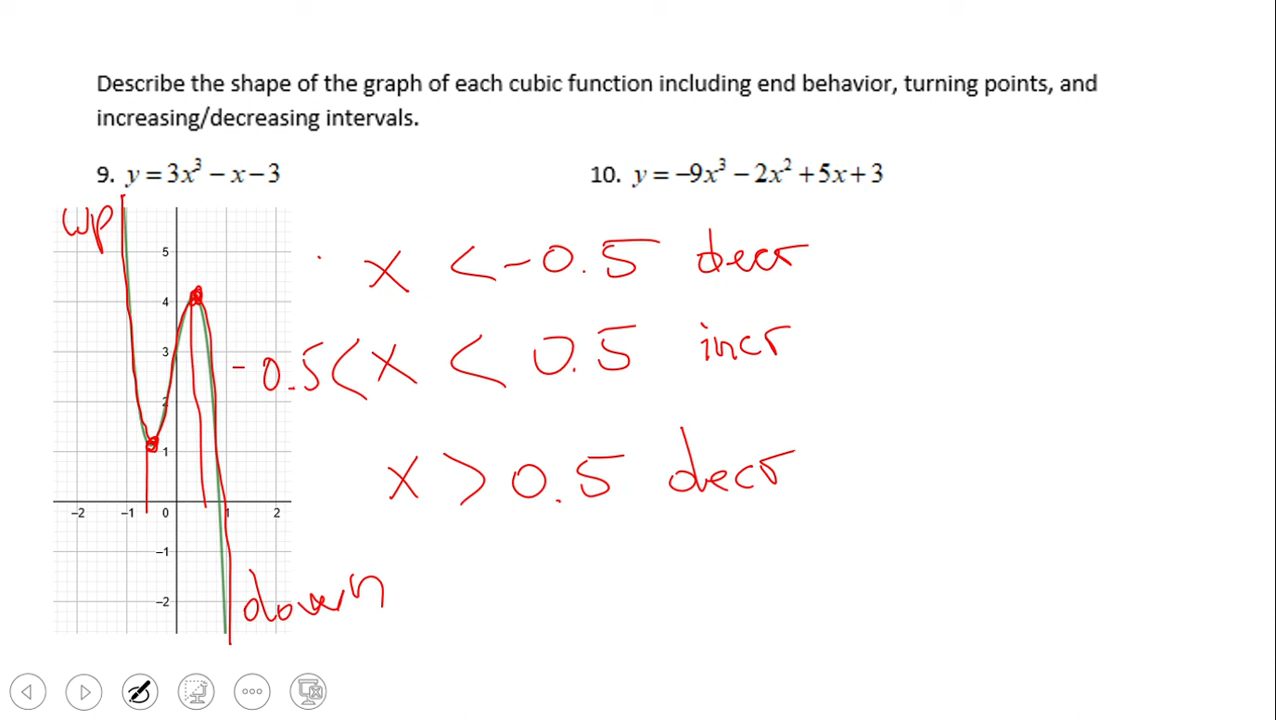 Describe the shape of the graph of each cubic function including end behavior, turning points, and
increasing/decreasing intervals.
9. y = 3x³ – x – 3
10. y = –9x³ – 2x² + 5x + 3
up
x < -0.5 decr
-0.5 < x < 0.5 incr
x > 0.5 decr
down
5
4
3
2
1
-2 -1 0 1 2
-1
-2